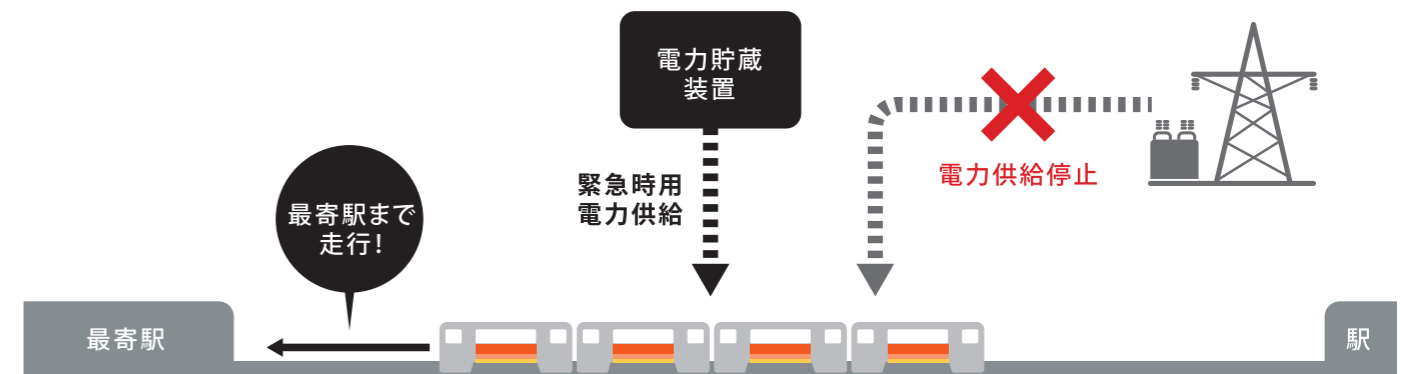 電力貯蔵
装置
電力供給停止
緊急時用
電力供給
最寄駅まで
走行！
最寄駅
駅